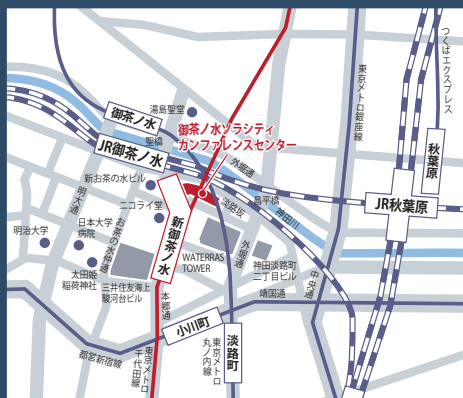 つくばエクスプレス
東京メトロ銀座線
湯島聖堂
御茶ノ水
聖橋
御茶ノ水ソラシティ
カンファレンスセンター
JR御茶ノ水
外堀通
秋葉原
新お茶の水ビル
昌平橋
淡路坂
神田川
JR秋葉原
明大通
ニコライ堂
お茶の水仲通
新御茶ノ水
明治大学
日本大学
病院
外堀通
WATERRAS
TOWER
神田淡路町
二丁目ビル
中央通
太田姫
稲荷神社
三井住友海上
駿河台ビル
本郷通
靖国通
小川町
淡路町
都営新宿線
東京メトロ
千代田線
東京メトロ
丸ノ内線